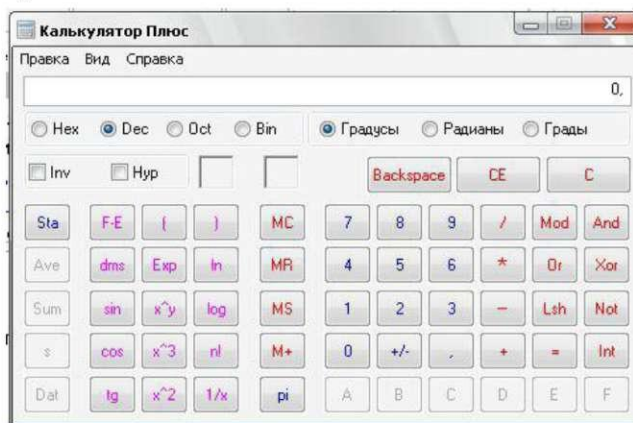 Калькулятор Плюс
Правка Вид Справка
0,
Hex Dec Oct Bin Градусы Радианы Грады
Inv Hyp Backspace CE C
Sta F-E ( ) MC 7 8 9 / Mod And
Ave dms Exp ln MR 4 5 6 * Or Xor
Sum sin x^y log MS 1 2 3 − Lsh Not
s cos x^3 n! M+ 0 +/- , + = Int
Dat tg x^2 1/x pi A B C D E F